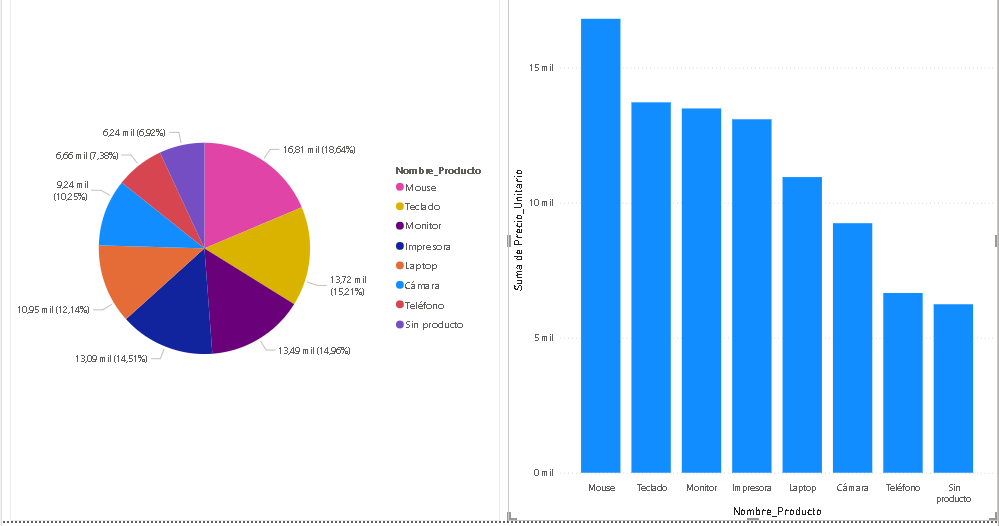 6,24 mil (6,92%)
6,66 mil (7,38%)
9,24 mil
(10,25%)
10,95 mil (12,14%)
13,09 mil (14,51%)
16,81 mil (18,64%)
13,72 mil
(15,21%)
13,49 mil (14,96%)
Nombre_Producto
Mouse
Teclado
Monitor
Impresora
Laptop
Cámara
Teléfono
Sin producto
Suma de Precio_Unitario
15 mil
10 mil
5 mil
0 mil
Mouse
Teclado
Monitor
Impresora
Laptop
Cámara
Teléfono
Sin
producto
Nombre_Producto